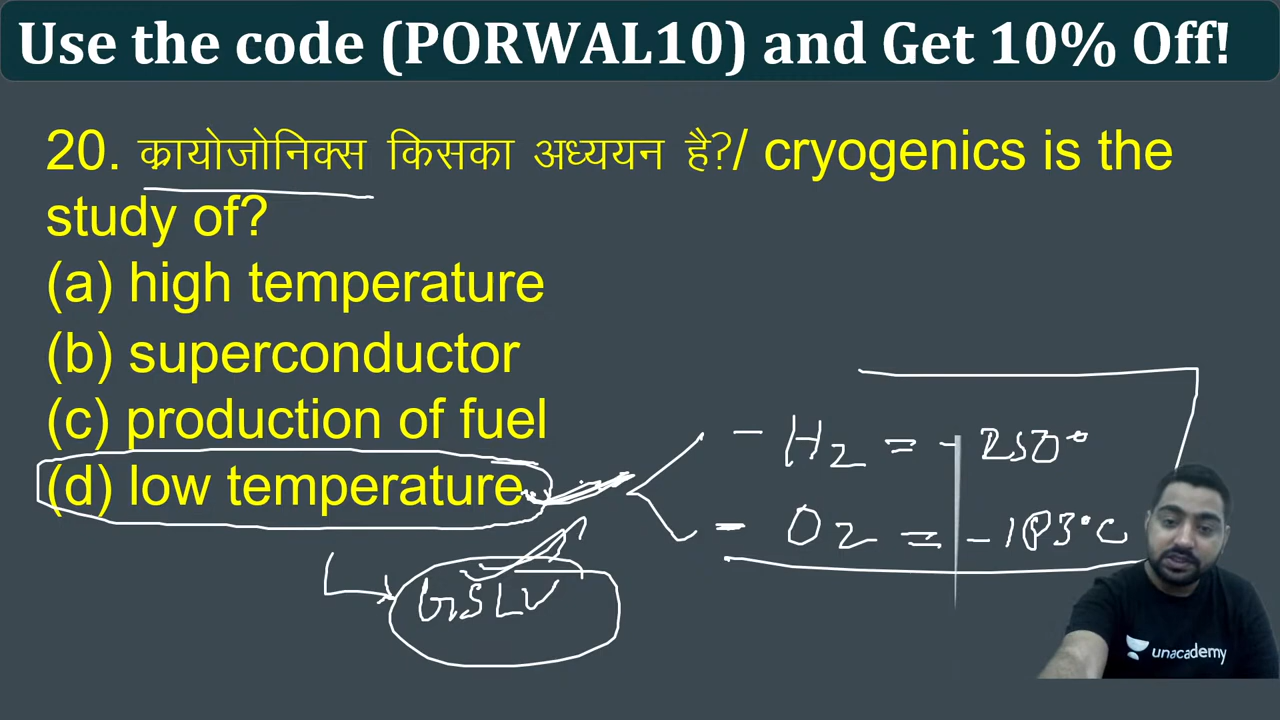 Use the code (PORWAL10) and Get 10% Off!
20. क्रायोजोनिक्स किसका अध्ययन है?/ cryogenics is the
study of?
(a) high temperature
(b) superconductor
(c) production of fuel
(d) low temperature
- H2 = - 250°
- O2 = - 183°C
GSLV
unacademy